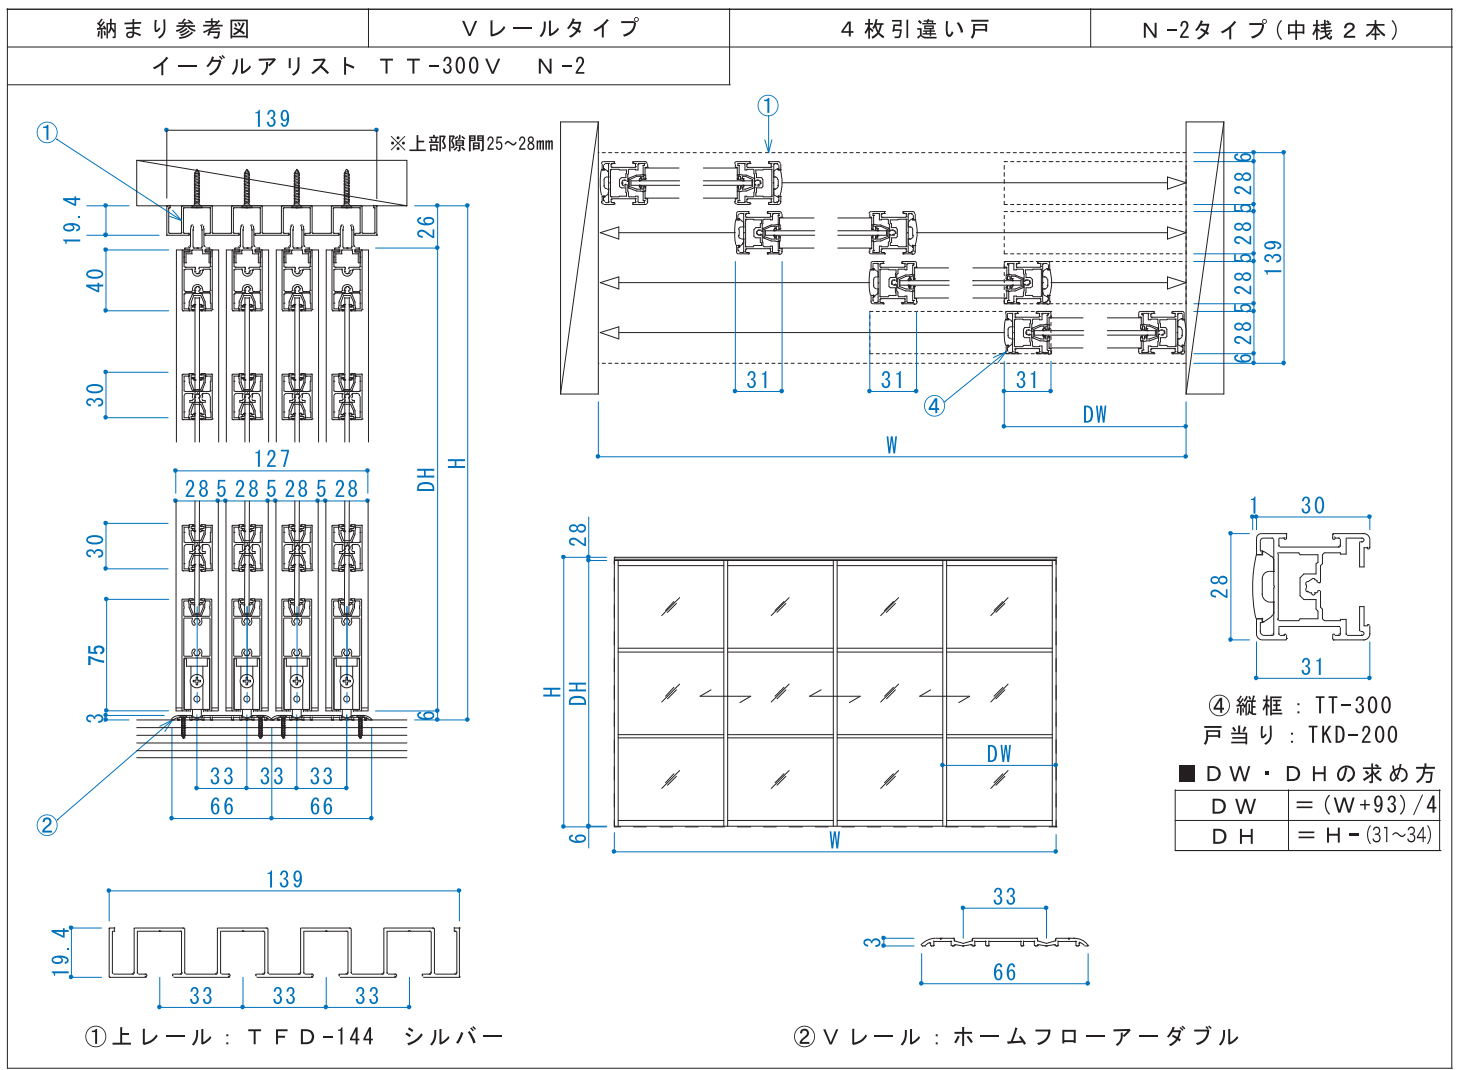 納まり参考図
Vレールタイプ
4枚引違い戸
N-2タイプ(中桟2本)
イーグルアリスト TT-300V N-2
139
①
※上部隙間25~28mm
19.4
26
40
30
DH
H
127
28 5 28 5 28 5 28
30
75
3
6
33 33 33
66 66
②
①
6
28
5
28
5
28
5
28
6
139
31 31 31
④
DW
W
28
H
DH
6
DW
W
1 30
28
31
④縦框:TT-300
戸当り:TKD-200
■DW・DHの求め方
DW =(W+93)/4
DH =H-(31~34)
139
19.4
33 33 33
①上レール:TFD-144 シルバー
33
3
66
②Vレール:ホームフローアーダブル